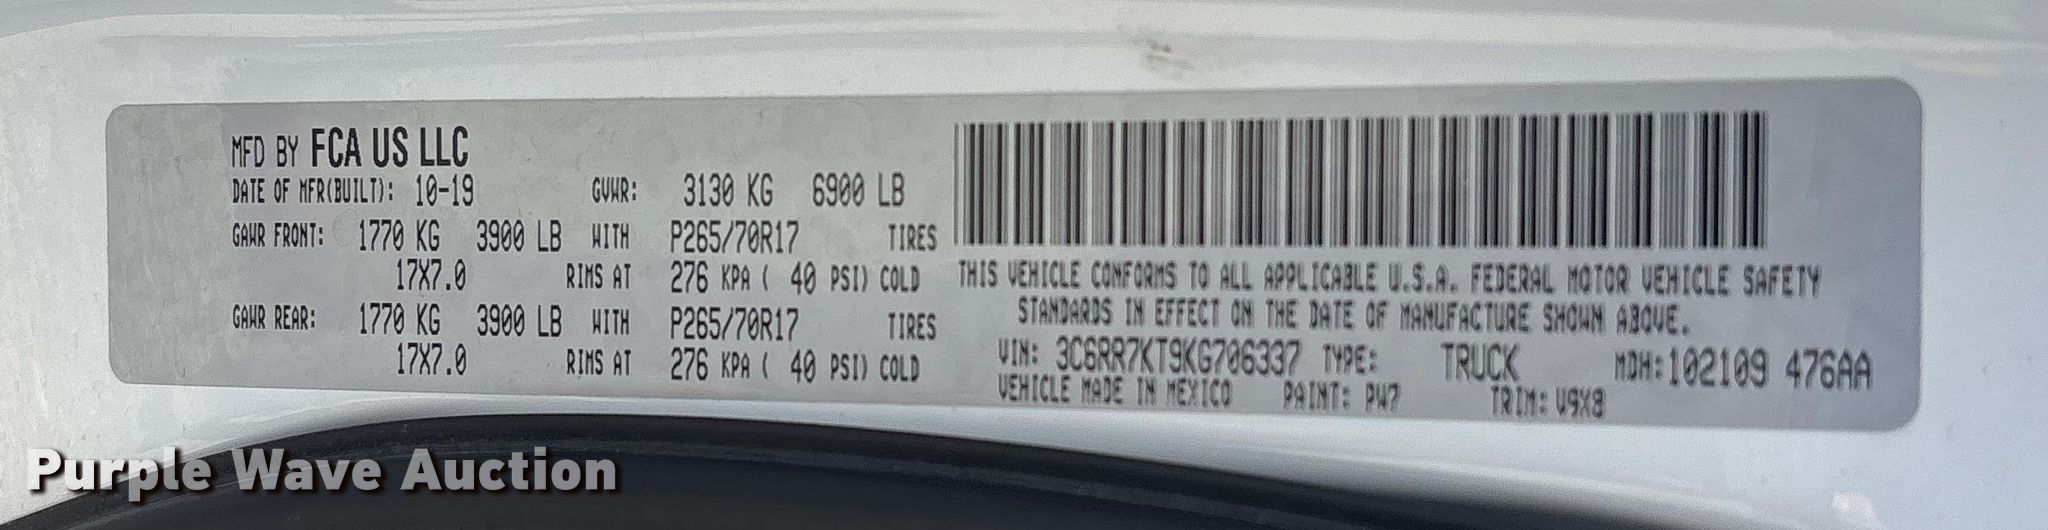 MFD BY FCA US LLC
DATE OF MFR(BUILT): 10-19 GVWR: 3130 KG 6900 LB
GAWR FRONT: 1770 KG 3900 LB WITH P265/70R17 TIRES
17X7.0 RIMS AT 276 KPA ( 40 PSI) COLD
GAWR REAR: 1770 KG 3900 LB WITH P265/70R17 TIRES
17X7.0 RIMS AT 276 KPA ( 40 PSI) COLD
THIS VEHICLE CONFORMS TO ALL APPLICABLE U.S.A. FEDERAL MOTOR VEHICLE SAFETY
STANDARDS IN EFFECT ON THE DATE OF MANUFACTURE SHOWN ABOVE.
VIN: 3C6RR7KT9KG706337 TYPE: TRUCK MDH:102109 476AA
VEHICLE MADE IN MEXICO PAINT: PW7 TRIM: V9X8
Purple Wave Auction